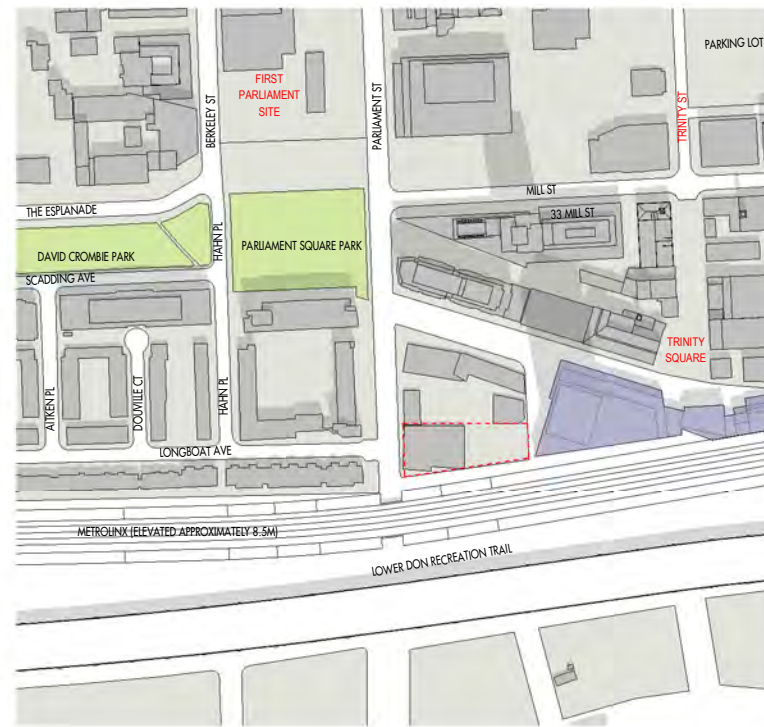 PARKING LOT
FIRST
PARLIAMENT
SITE
BERKELEY ST
PARLIAMENT ST
TRINITY ST
MILL ST
THE ESPLANADE
33 MILL ST
DAVID CROMBIE PARK
HAHN PL
PARLIAMENT SQUARE PARK
SCADDING AVE
TRINITY
SQUARE
AITKEN PL
DOUVILLE CT
HAHN PL
LONGBOAT AVE
METROLINX (ELEVATED APPROXIMATELY 8.5M)
LOWER DON RECREATION TRAIL